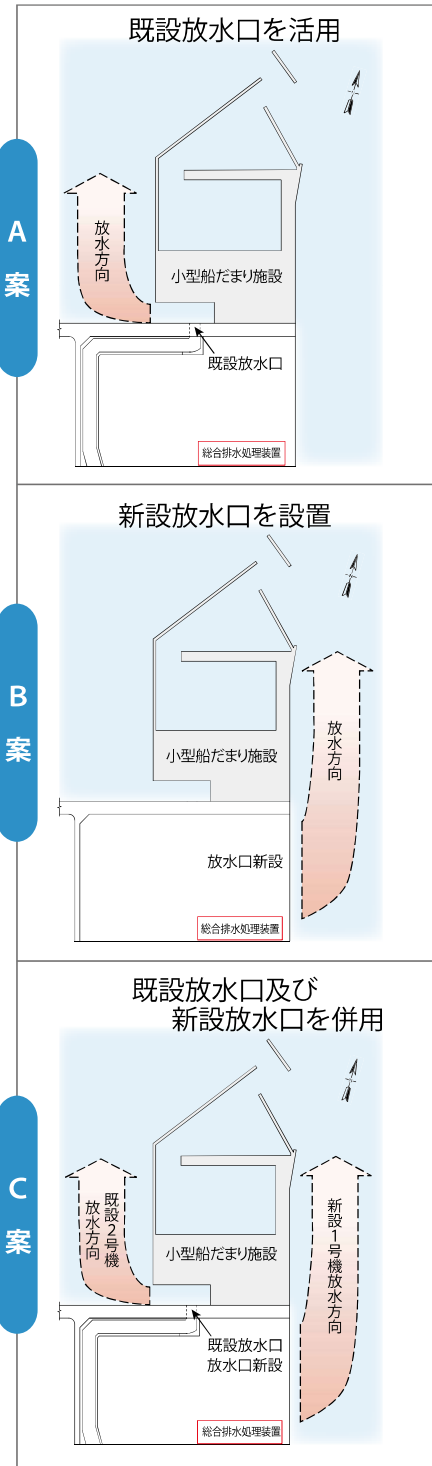 既設放水口を活用
A
案
放水方向
小型船だまり施設
既設放水口
総合排水処理装置
新設放水口を設置
B
案
放水方向
小型船だまり施設
放水口新設
総合排水処理装置
既設放水口及び
新設放水口を併用
C
案
既設2号機
放水方向
小型船だまり施設
新設1号機放水方向
既設放水口
放水口新設
総合排水処理装置